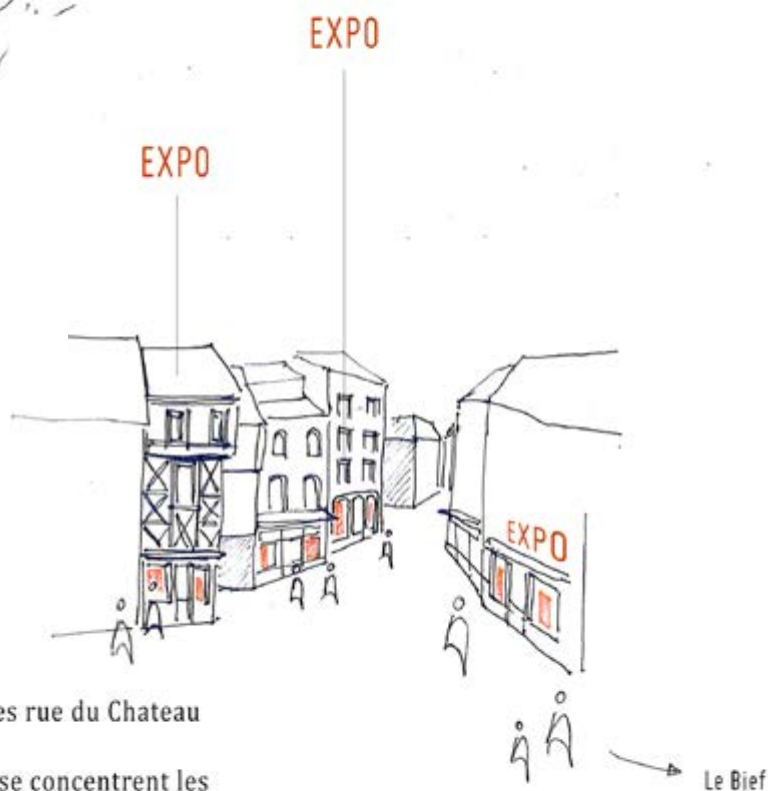 EXPO
EXPO
EXPO
es rue du Chateau
se concentrent les
Le Bief